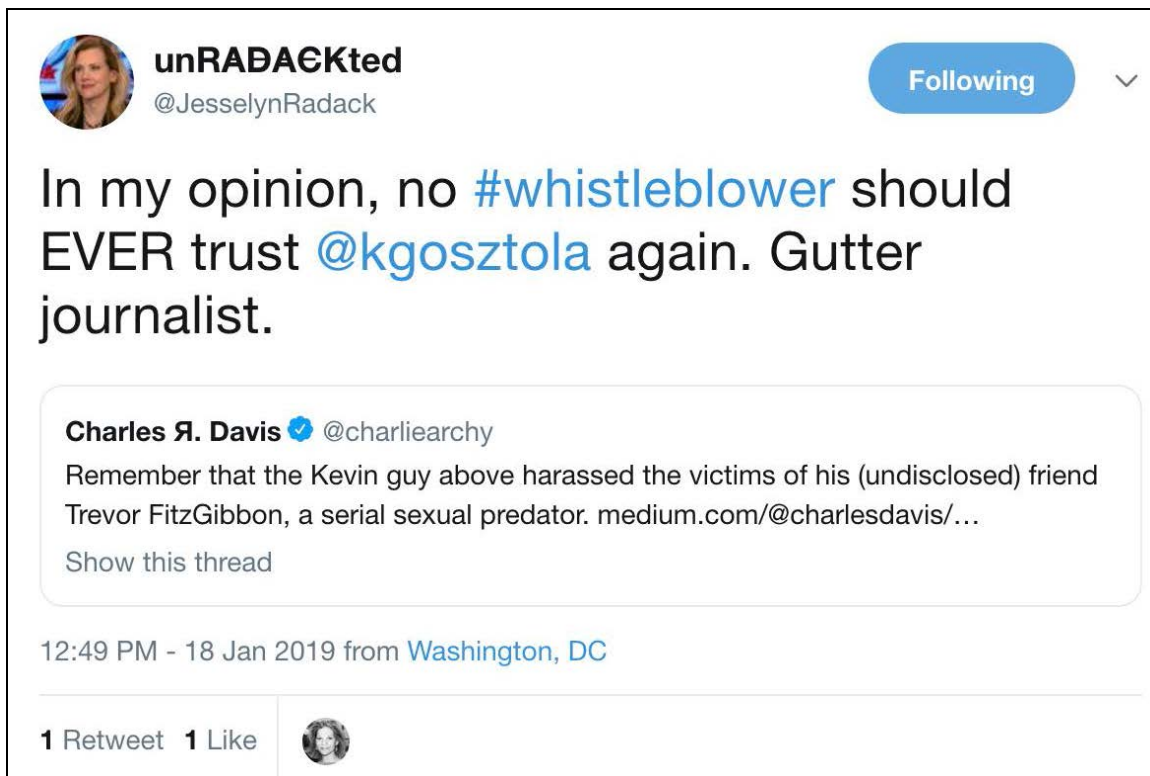 unRAĐAЄKted
@JesselynRadack
Following
In my opinion, no #whistleblower should
EVER trust @kgosztola again. Gutter
journalist.
Charles Я. Davis @charliearchy
Remember that the Kevin guy above harassed the victims of his (undisclosed) friend
Trevor FitzGibbon, a serial sexual predator. medium.com/@charlesdavis/…
Show this thread
12:49 PM - 18 Jan 2019 from Washington, DC
1 Retweet 1 Like